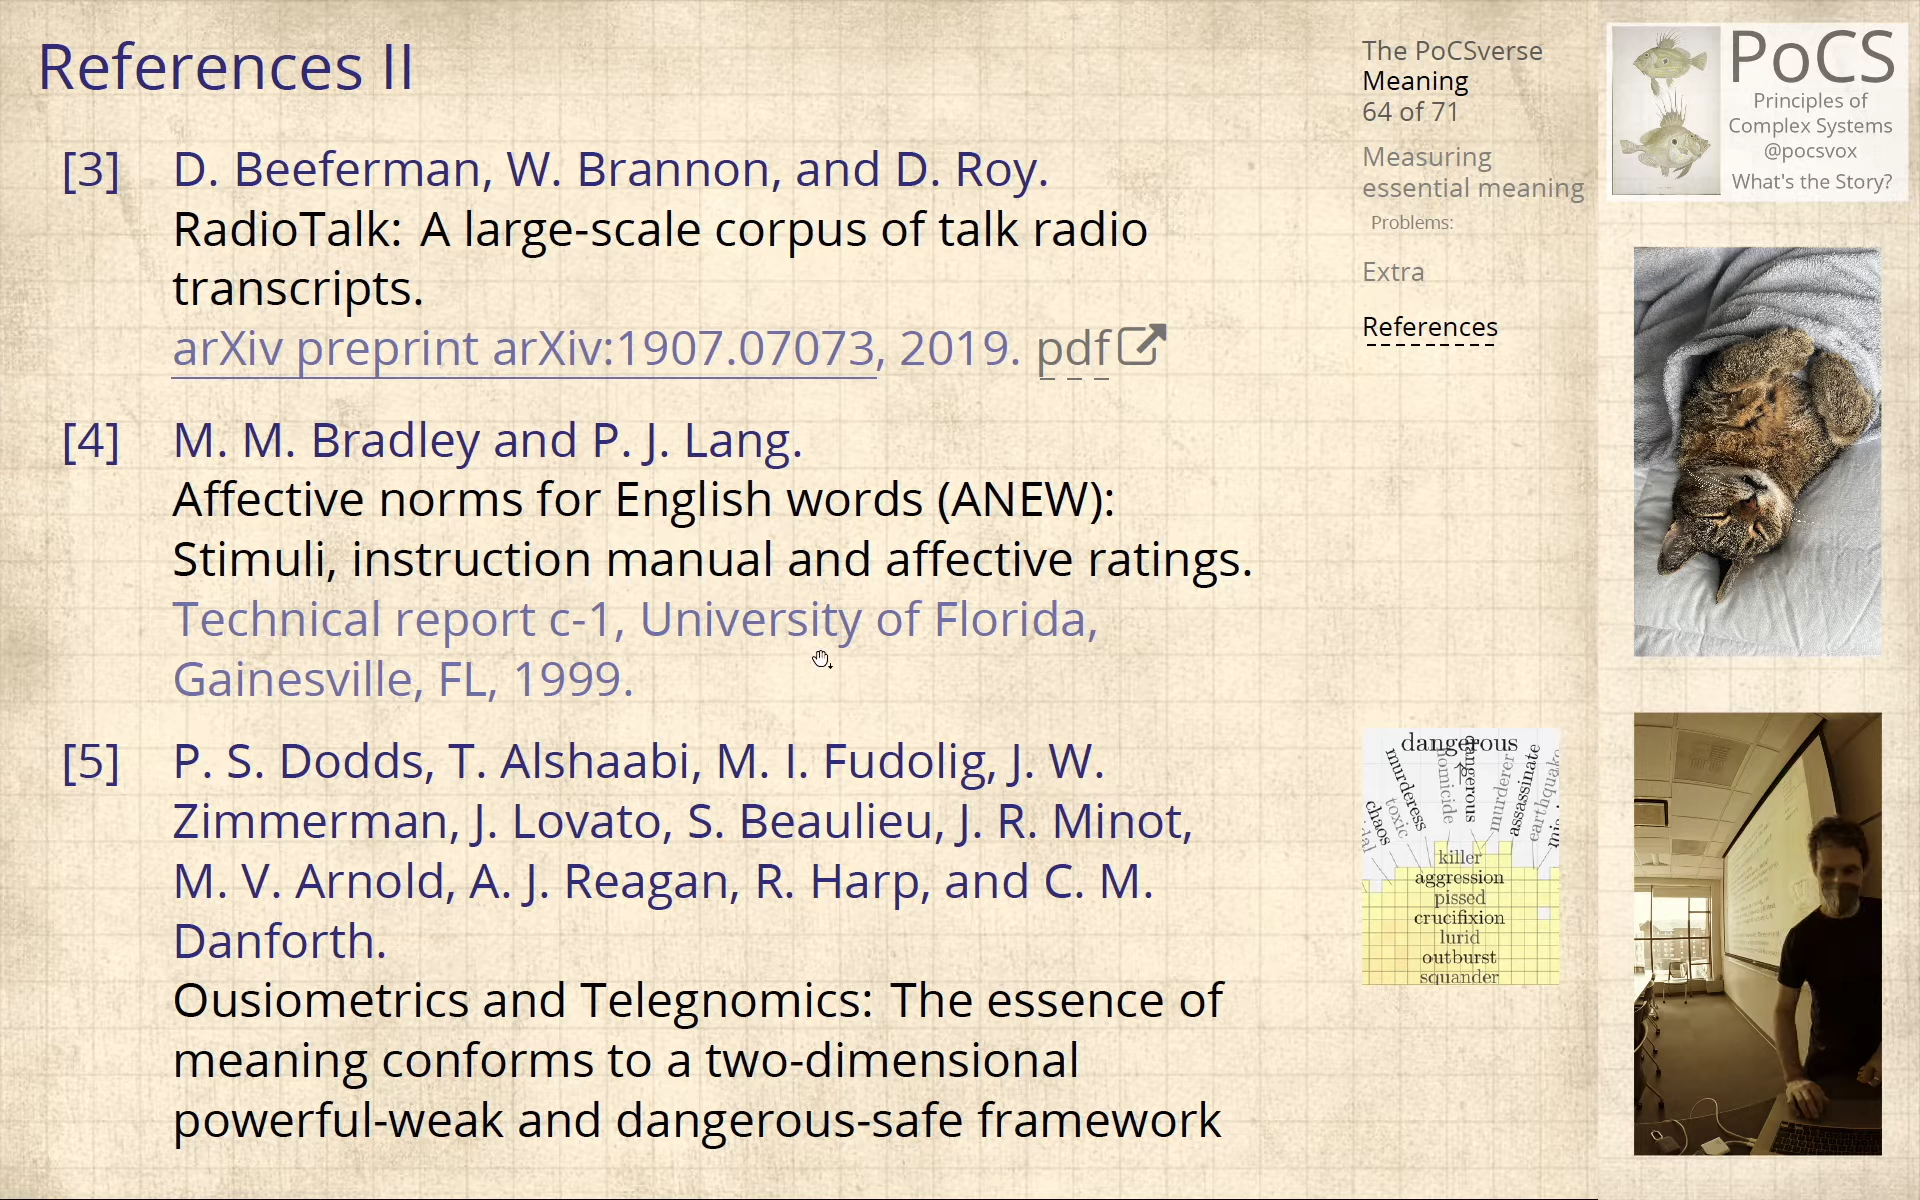 References II
[3] D. Beeferman, W. Brannon, and D. Roy.
RadioTalk: A large-scale corpus of talk radio
transcripts.
arXiv preprint arXiv:1907.07073, 2019. pdf
[4] M. M. Bradley and P. J. Lang.
Affective norms for English words (ANEW):
Stimuli, instruction manual and affective ratings.
Technical report c-1, University of Florida,
Gainesville, FL, 1999.
[5] P. S. Dodds, T. Alshaabi, M. I. Fudolig, J. W.
Zimmerman, J. Lovato, S. Beaulieu, J. R. Minot,
M. V. Arnold, A. J. Reagan, R. Harp, and C. M.
Danforth.
Ousiometrics and Telegnomics: The essence of
meaning conforms to a two-dimensional
powerful-weak and dangerous-safe framework
The PoCSverse
Meaning
64 of 71
Measuring
essential meaning
Problems:
Extra
References
dangerous
chaos
toxic
murderess
homicide
dangerous
murderer
assassinate
earthquake
killer
aggression
pissed
crucifixion
lurid
outburst
squander
PoCS
Principles of
Complex Systems
@pocsvox
What's the Story?